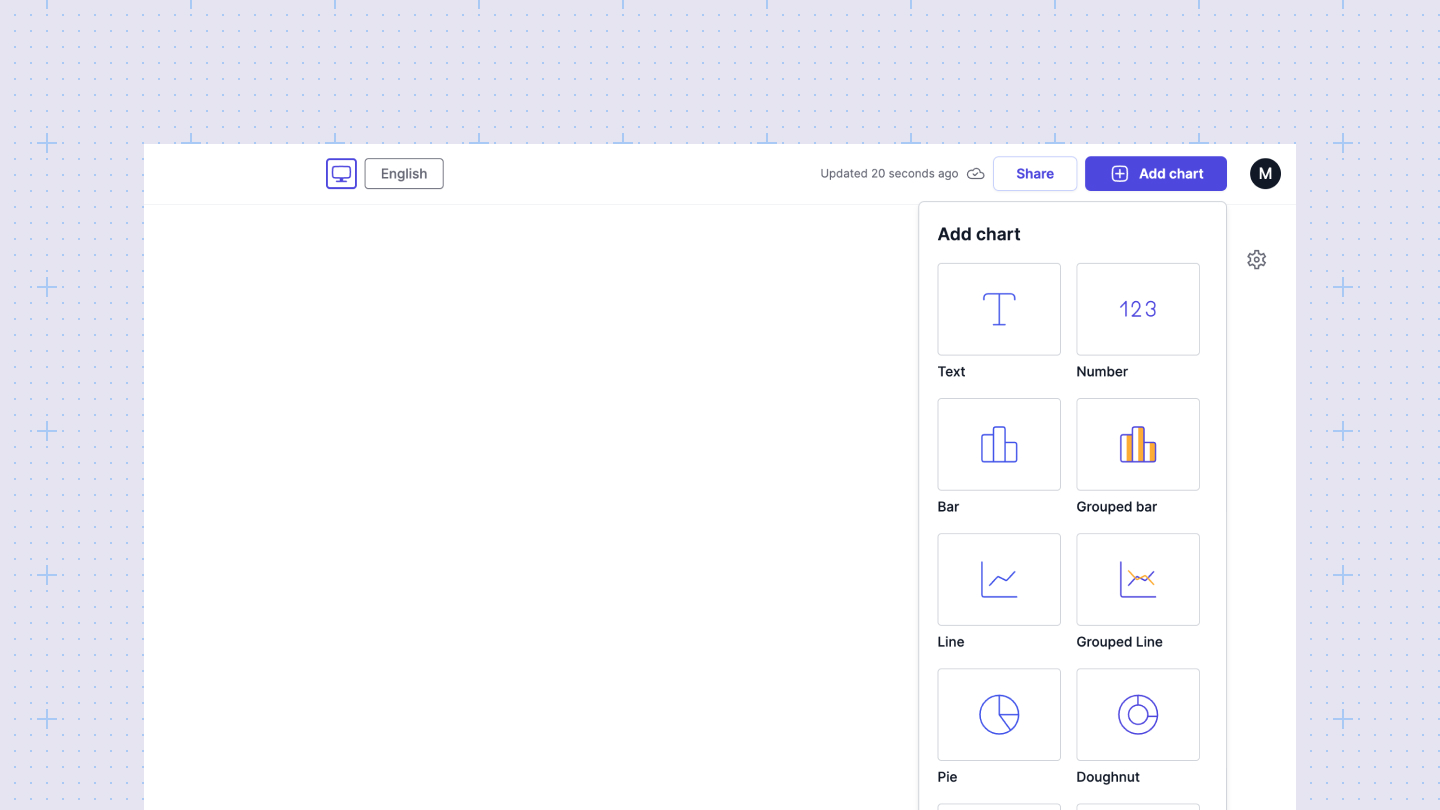 English
Updated 20 seconds ago
Share
Add chart
M
Add chart
T
123
Text
Number
Bar
Grouped bar
Line
Grouped Line
Pie
Doughnut